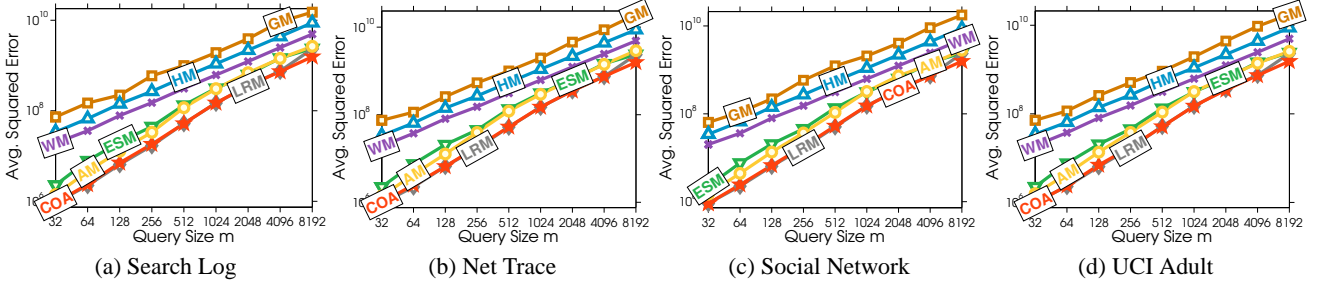 Avg. Squared Error
10^10
10^8
10^6
GM
HM
WM
ESM
AM
LRM
COA
32 64 128 256 512 1024 2048 4096 8192
Query Size m
(a) Search Log
Avg. Squared Error
10^10
10^8
10^6
GM
HM
WM
ESM
AM
LRM
COA
32 64 128 256 512 1024 2048 4096 8192
Query Size m
(b) Net Trace
Avg. Squared Error
10^10
10^8
10^6
GM
HM
WM
AM
COA
LRM
ESM
32 64 128 256 512 1024 2048 4096 8192
Query Size m
(c) Social Network
Avg. Squared Error
10^10
10^8
10^6
GM
HM
WM
ESM
AM
LRM
COA
32 64 128 256 512 1024 2048 4096 8192
Query Size m
(d) UCI Adult